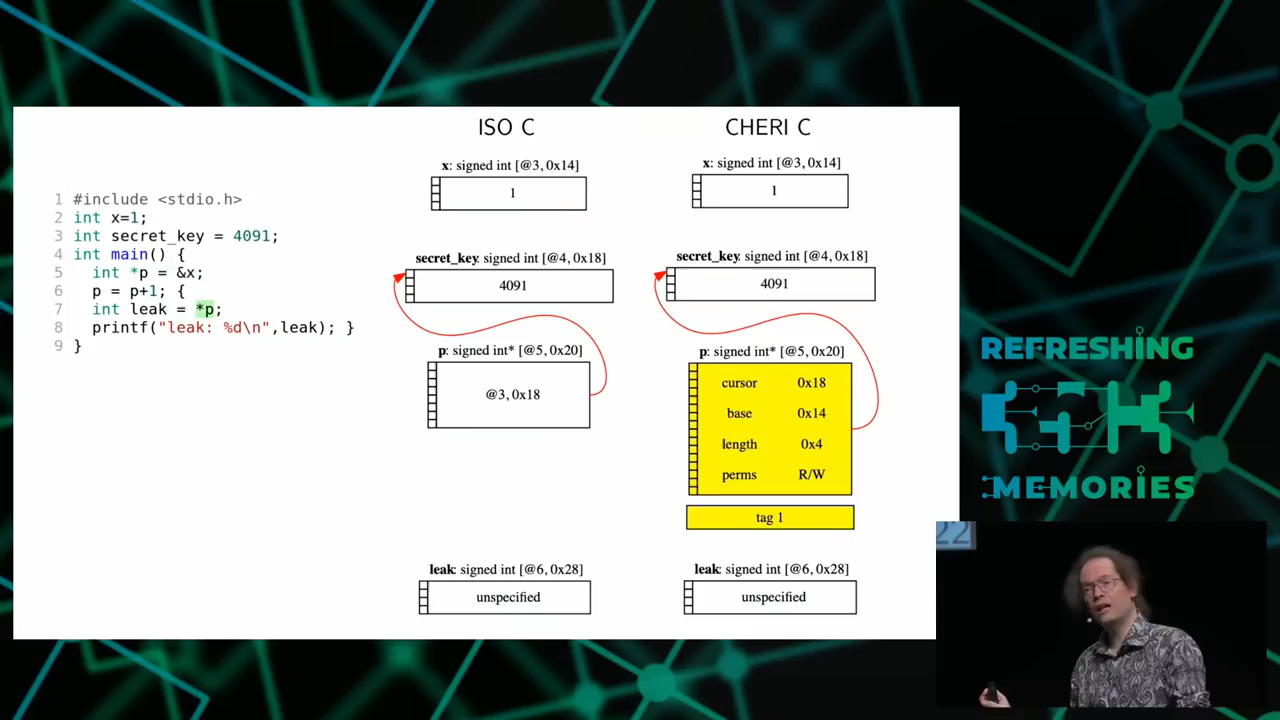 ISO C
CHERI C
1 #include <stdio.h>
2 int x=1;
3 int secret_key = 4091;
4 int main() {
5 int *p = &x;
6 p = p+1; {
7 int leak = *p;
8 printf("leak: %d\n",leak); }
9 }
x: signed int [@3, 0x14]
1
secret_key: signed int [@4, 0x18]
4091
p: signed int* [@5, 0x20]
@3, 0x18
leak: signed int [@6, 0x28]
unspecified
x: signed int [@3, 0x14]
1
secret_key: signed int [@4, 0x18]
4091
p: signed int* [@5, 0x20]
cursor 0x18
base 0x14
length 0x4
perms R/W
tag 1
leak: signed int [@6, 0x28]
unspecified
REFRESHING
MEMORIES
22